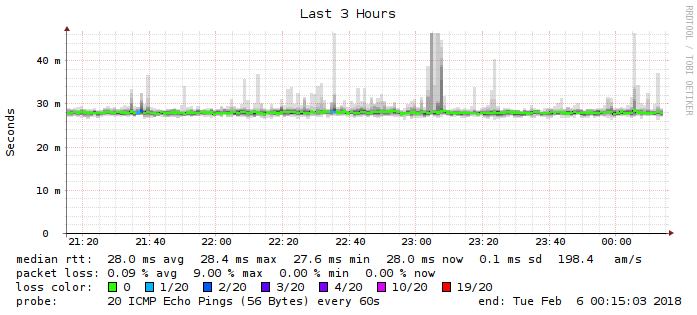 Last 3 Hours
RRDTOOL / TOBI OETIKER
Seconds
40 m
30 m
20 m
10 m
0
21:20 21:40 22:00 22:20 22:40 23:00 23:20 23:40 00:00
median rtt: 28.0 ms avg 28.4 ms max 27.6 ms min 28.0 ms now 0.1 ms sd 198.4 am/s
packet loss: 0.09 % avg 9.00 % max 0.00 % min 0.00 % now
loss color: 0 1/20 2/20 3/20 4/20 10/20 19/20
probe: 20 ICMP Echo Pings (56 Bytes) every 60s end: Tue Feb 6 00:15:03 2018